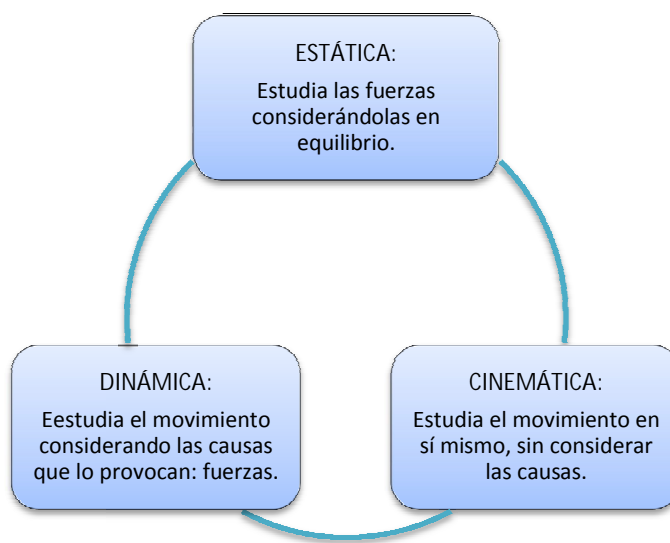 ESTÁTICA:
Estudia las fuerzas
considerándolas en
equilibrio.
DINÁMICA:
Eestudia el movimiento
considerando las causas
que lo provocan: fuerzas.
CINEMÁTICA:
Estudia el movimiento en
sí mismo, sin considerar
las causas.